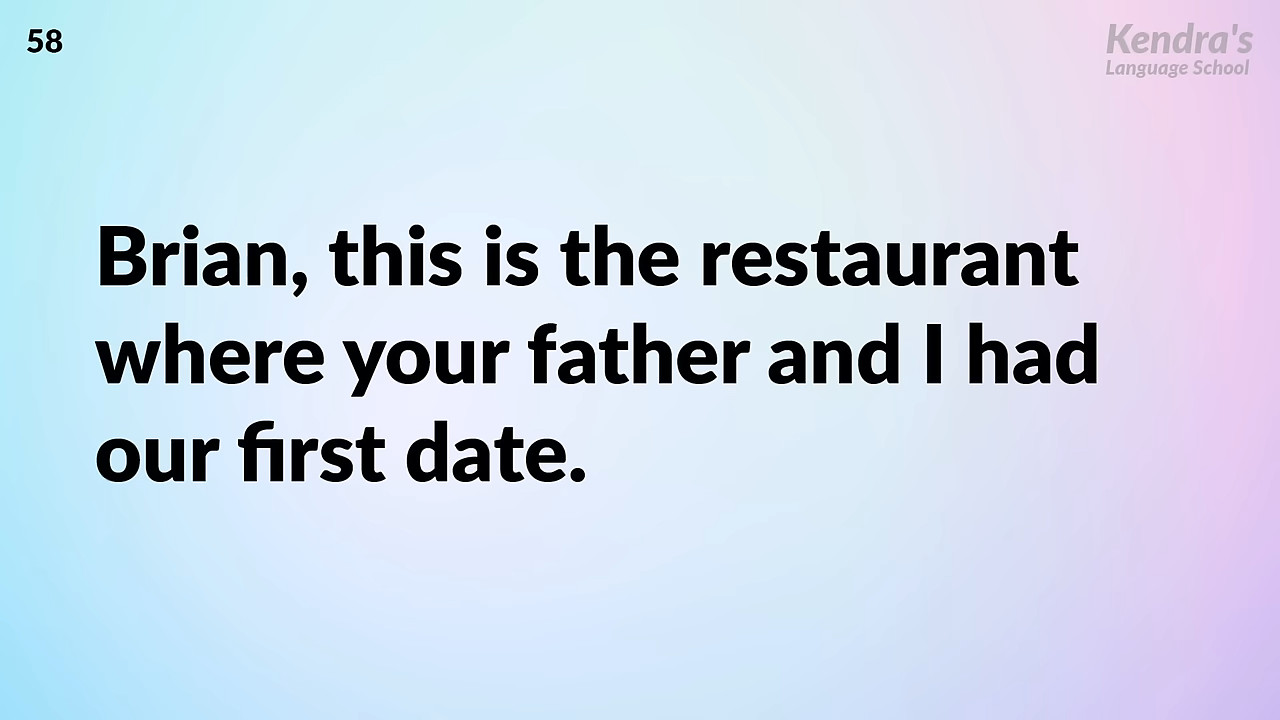 58
Kendra's
Language School
Brian, this is the restaurant
where your father and I had
our first date.